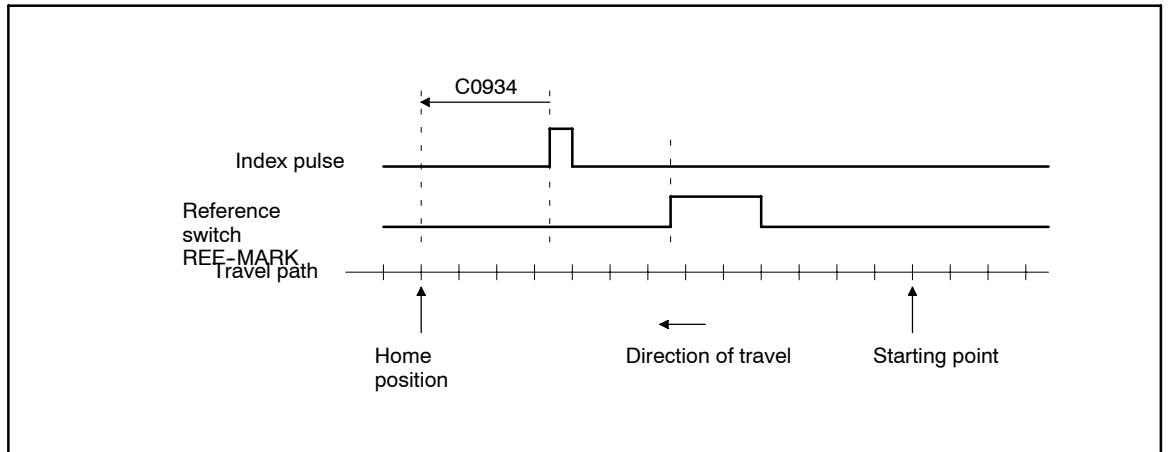 C0934
Index pulse
Reference
switch
REF-MARK
Travel path
Home
position
Direction of travel
Starting point